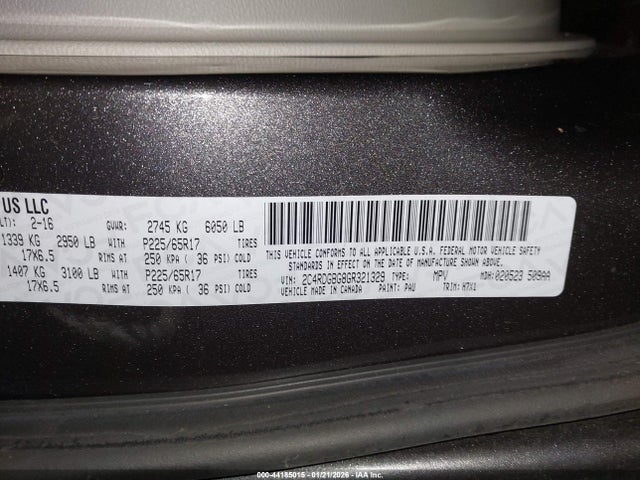 US LLC
LT): 2-16 GVWR: 2745 KG 6050 LB
1339 KG 2950 LB WITH P225/65R17 TIRES
17X6.5 RIMS AT 250 KPA ( 36 PSI) COLD
1407 KG 3100 LB WITH P225/65R17 TIRES
17X6.5 RIMS AT 250 KPA ( 36 PSI) COLD
THIS VEHICLE CONFORMS TO ALL APPLICABLE U.S.A. FEDERAL MOTOR VEHICLE SAFETY
STANDARDS IN EFFECT ON THE DATE OF MANUFACTURE SHOWN ABOVE.
VIN: 2C4RDGBG8GR321329 TYPE: MPV MDH: 020523 509AA
VEHICLE MADE IN CANADA PAINT: PAU TRIM: H7X1
000-44185015 - 01/21/2026 - IAA Inc.